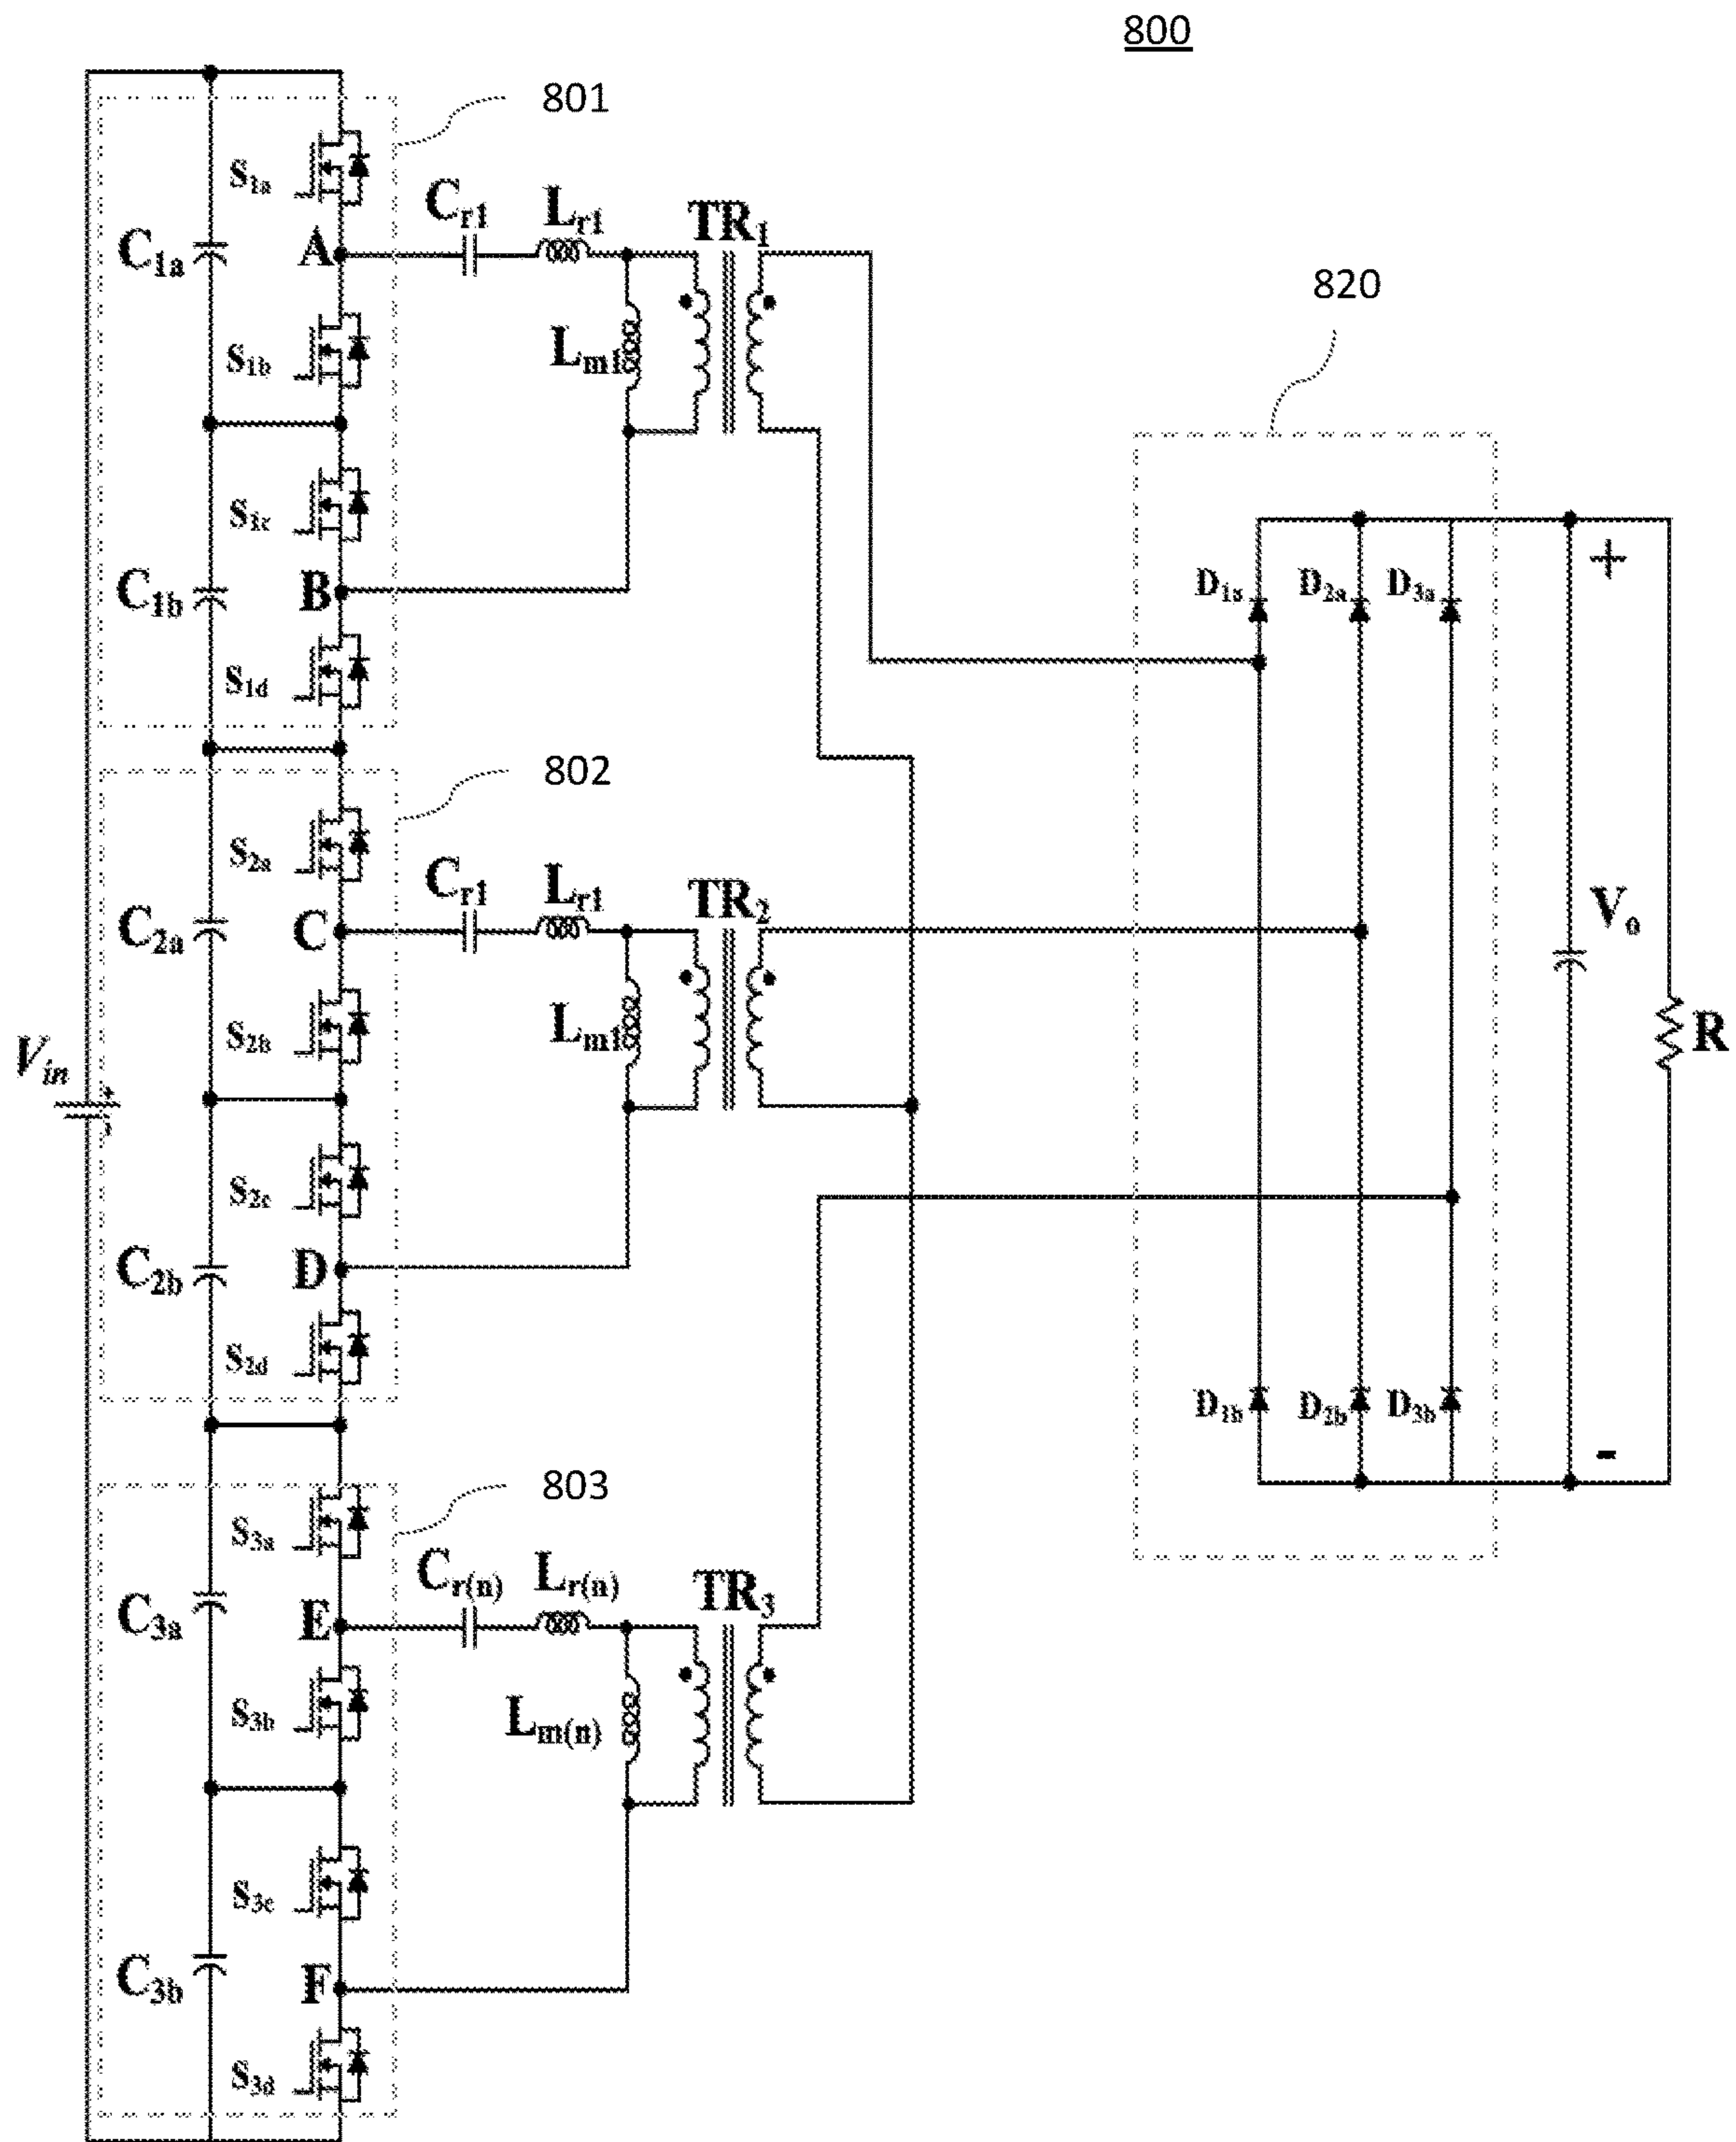 800
801
S1a
Cr1
Lr1
TR1
C1a
A
820
S1b
Lm1
S1c
C1b
B
D1a
D2a
D3a
+
S1d
802
S2a
Cr1
Lr1
TR2
C2a
C
Vo
S2b
Lm1
R
Vin
+
S2c
C2b
D
S2d
D1b
D2b
D3b
-
803
S3a
Cr(n)
Lr(n)
TR3
C3a
E
S3b
Lm(n)
S3c
C3b
F
S3d